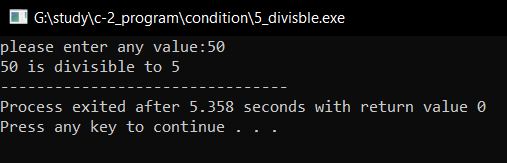 G:\study\c-2_program\condition\5_divisble.exe
please enter any value:50
50 is divisible to 5
--------------------------------
Process exited after 5.358 seconds with return value 0
Press any key to continue . . .